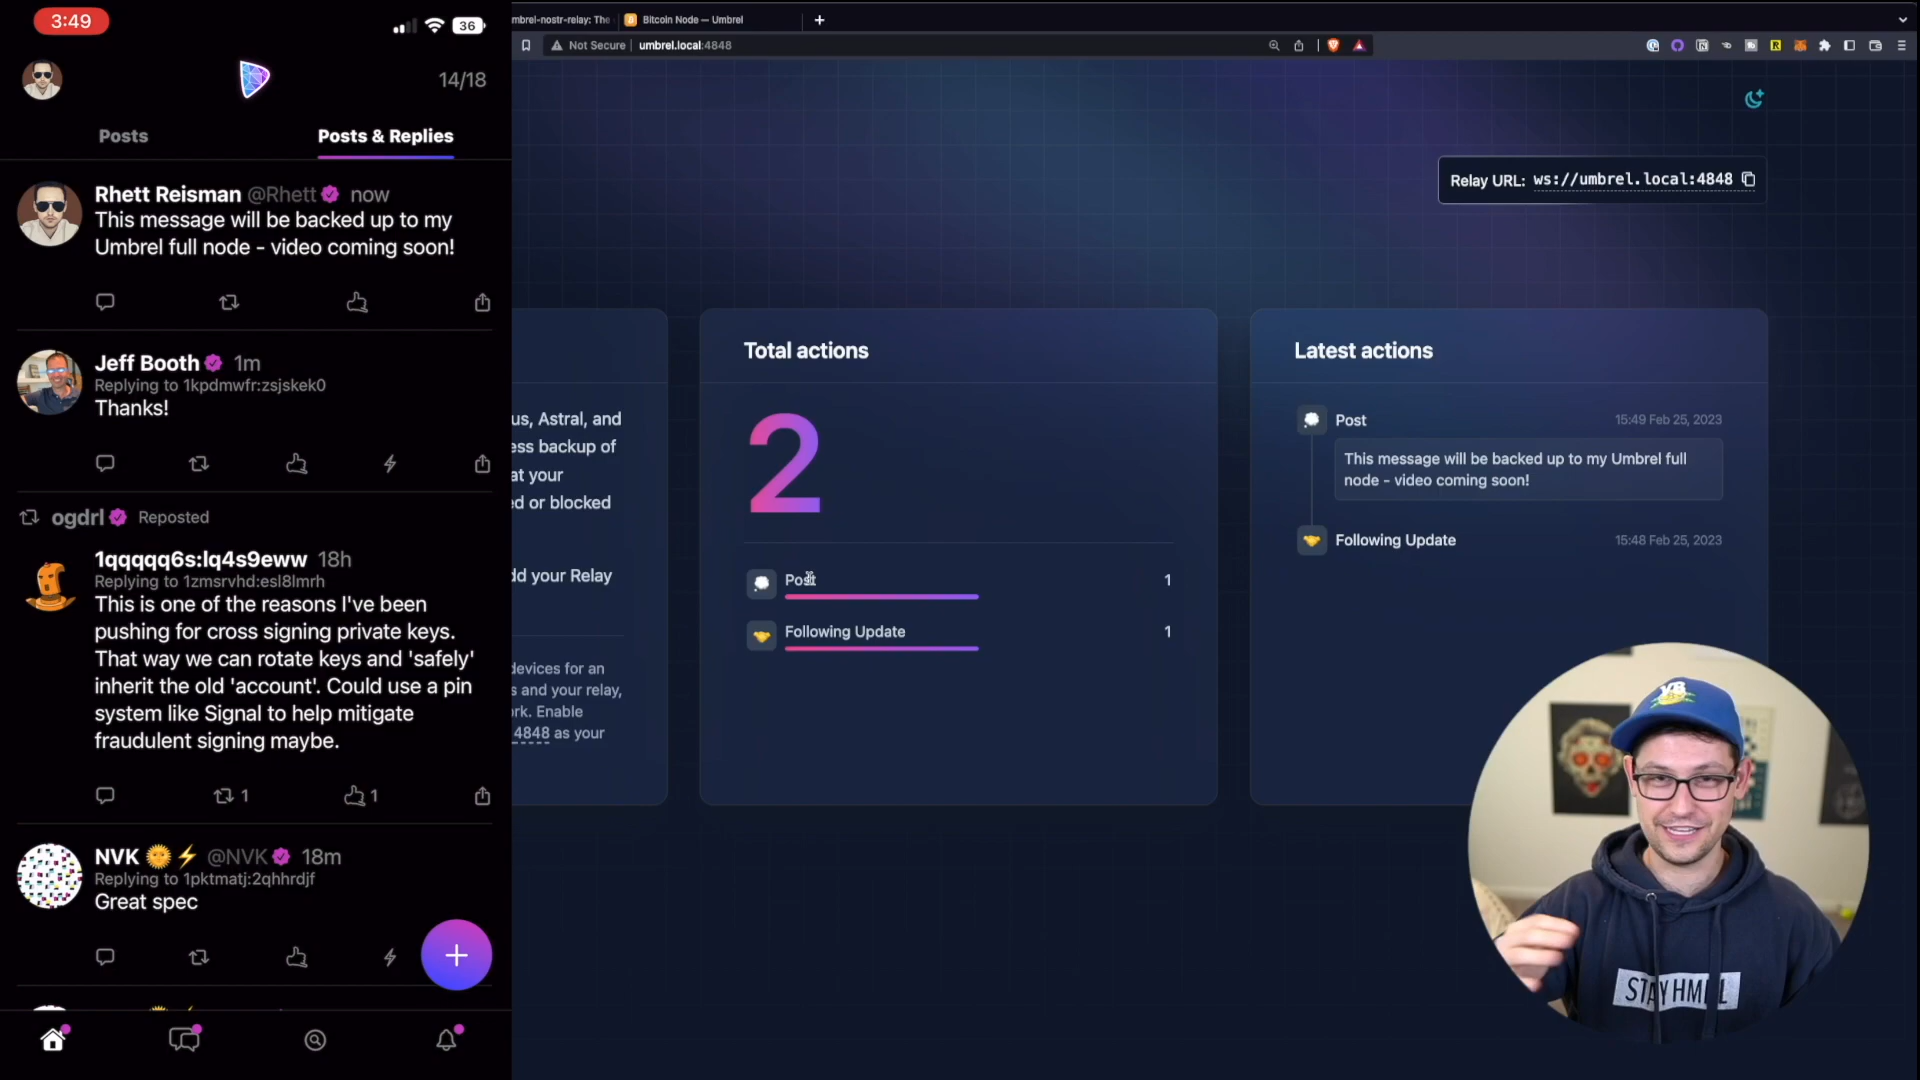 3:49
36
14/18
Posts
Posts & Replies
Rhett Reisman @Rhett now
This message will be backed up to my
Umbrel full node - video coming soon!
Jeff Booth 1m
Replying to 1kpdmwfr:zsjskek0
Thanks!
ogdrl Reposted
1qqqqq6s:lq4s9eww 18h
Replying to 1zmsrvhd:esl8lmrh
This is one of the reasons I've been
pushing for cross signing private keys.
That way we can rotate keys and 'safely'
inherit the old 'account'. Could use a pin
system like Signal to help mitigate
fraudulent signing maybe.
1
1
NVK @NVK 18m
Replying to 1pktmatj:2qhhrdjf
Great spec
mbrel-nostr-relay: The
Bitcoin Node — Umbrel
Not Secure umbrel.local:4848
Relay URL: ws://umbrel.local:4848
us, Astral, and
ess backup of
at your
ed or blocked
dd your Relay
devices for an
s and your relay,
ork. Enable
4848 as your
Total actions
2
Post 1
Following Update 1
Latest actions
Post 15:49 Feb 25, 2023
This message will be backed up to my Umbrel full
node - video coming soon!
Following Update 15:48 Feb 25, 2023